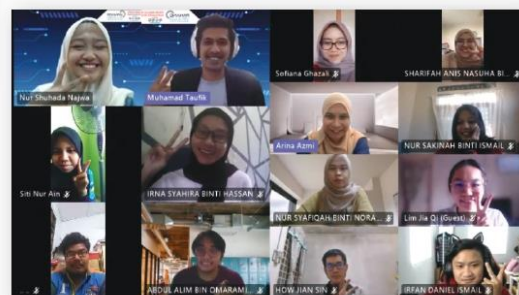 Nur Shuhada Najwa
Muhamad Taufik
Sofiana Ghazali
SHARIFAH ANIS NASUHA BI...
Siti Nur Ain
IRNA SYAHIRA BINTI HASSAN
Arina Azmi
NUR SAKINAH BINTI ISMAIL
NUR SYAFIQAH BINTI NORA...
Lim Jia Qi (Guest)
ABDUL ALIM BIN OMARAMI...
HOW JIAN SIN
IRFAN DANIEL ISMAIL